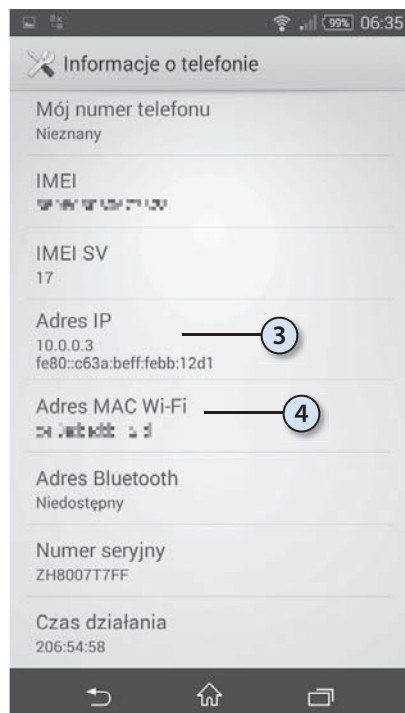 99% 06:35
Informacje o telefonie
Mój numer telefonu
Nieznany
IMEI
IMEI SV
17
Adres IP
10.0.0.3
fe80::c63a:beff:febb:12d1
3
Adres MAC Wi-Fi
4
Adres Bluetooth
Niedostępny
Numer seryjny
ZH8007T7FF
Czas działania
206:54:58